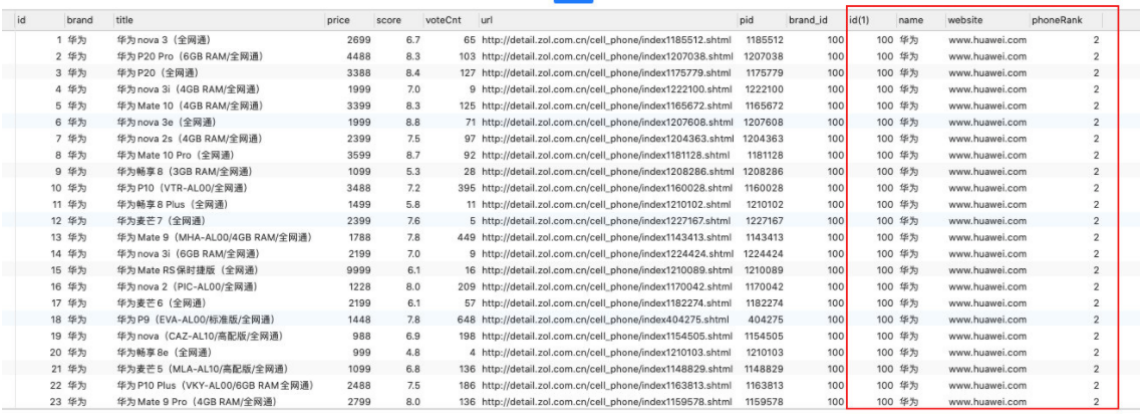 id brand title price score voteCnt url pid brand_id id(1) name website phoneRank
1 华为 华为 nova 3（全网通） 2699 6.7 65 http://detail.zol.com.cn/cell_phone/index1185512.shtml 1185512 100 100 华为 www.huawei.com 2
2 华为 华为 P20 Pro（6GB RAM/全网通） 4488 8.3 103 http://detail.zol.com.cn/cell_phone/index1207038.shtml 1207038 100 100 华为 www.huawei.com 2
3 华为 华为 P20（全网通） 3388 8.4 127 http://detail.zol.com.cn/cell_phone/index1175779.shtml 1175779 100 100 华为 www.huawei.com 2
4 华为 华为 nova 3i（4GB RAM/全网通） 1999 7.0 9 http://detail.zol.com.cn/cell_phone/index1222100.shtml 1222100 100 100 华为 www.huawei.com 2
5 华为 华为 Mate 10（4GB RAM/全网通） 3399 8.3 125 http://detail.zol.com.cn/cell_phone/index1165672.shtml 1165672 100 100 华为 www.huawei.com 2
6 华为 华为 nova 3e（全网通） 1999 8.8 71 http://detail.zol.com.cn/cell_phone/index1207608.shtml 1207608 100 100 华为 www.huawei.com 2
7 华为 华为 nova 2s（4GB RAM/全网通） 2399 7.5 97 http://detail.zol.com.cn/cell_phone/index1204363.shtml 1204363 100 100 华为 www.huawei.com 2
8 华为 华为 Mate 10 Pro（全网通） 3599 8.7 92 http://detail.zol.com.cn/cell_phone/index1181128.shtml 1181128 100 100 华为 www.huawei.com 2
9 华为 华为畅享 8（3GB RAM/全网通） 1099 5.3 28 http://detail.zol.com.cn/cell_phone/index1208286.shtml 1208286 100 100 华为 www.huawei.com 2
10 华为 华为 P10（VTR-AL00/全网通） 3488 7.2 395 http://detail.zol.com.cn/cell_phone/index1160028.shtml 1160028 100 100 华为 www.huawei.com 2
11 华为 华为畅享 8 Plus（全网通） 1499 5.8 11 http://detail.zol.com.cn/cell_phone/index1210102.shtml 1210102 100 100 华为 www.huawei.com 2
12 华为 华为麦芒 7（全网通） 2399 7.6 5 http://detail.zol.com.cn/cell_phone/index1227167.shtml 1227167 100 100 华为 www.huawei.com 2
13 华为 华为 Mate 9（MHA-AL00/4GB RAM/全网通） 1788 7.8 449 http://detail.zol.com.cn/cell_phone/index1143413.shtml 1143413 100 100 华为 www.huawei.com 2
14 华为 华为 nova 3i（6GB RAM/全网通） 2199 7.0 9 http://detail.zol.com.cn/cell_phone/index1224424.shtml 1224424 100 100 华为 www.huawei.com 2
15 华为 华为 Mate RS保时捷版（全网通） 9999 6.1 16 http://detail.zol.com.cn/cell_phone/index1210089.shtml 1210089 100 100 华为 www.huawei.com 2
16 华为 华为 nova 2（PIC-AL00/全网通） 1228 8.0 209 http://detail.zol.com.cn/cell_phone/index1170042.shtml 1170042 100 100 华为 www.huawei.com 2
17 华为 华为麦芒 6（全网通） 2199 6.1 57 http://detail.zol.com.cn/cell_phone/index1182274.shtml 1182274 100 100 华为 www.huawei.com 2
18 华为 华为 P9（EVA-AL00/标准版/全网通） 1448 7.8 648 http://detail.zol.com.cn/cell_phone/index404275.shtml 404275 100 100 华为 www.huawei.com 2
19 华为 华为 nova（CAZ-AL10/高配版/全网通） 988 6.9 198 http://detail.zol.com.cn/cell_phone/index1154505.shtml 1154505 100 100 华为 www.huawei.com 2
20 华为 华为畅享 8e（全网通） 999 4.8 4 http://detail.zol.com.cn/cell_phone/index1210103.shtml 1210103 100 100 华为 www.huawei.com 2
21 华为 华为麦芒 5（MLA-AL10/高配版/全网通） 1099 6.8 136 http://detail.zol.com.cn/cell_phone/index1148829.shtml 1148829 100 100 华为 www.huawei.com 2
22 华为 华为 P10 Plus（VKY-AL00/6GB RAM全网通） 2488 7.5 186 http://detail.zol.com.cn/cell_phone/index1163813.shtml 1163813 100 100 华为 www.huawei.com 2
23 华为 华为 Mate 9 Pro（4GB RAM/全网通） 2799 8.0 136 http://detail.zol.com.cn/cell_phone/index1159578.shtml 1159578 100 100 华为 www.huawei.com 2